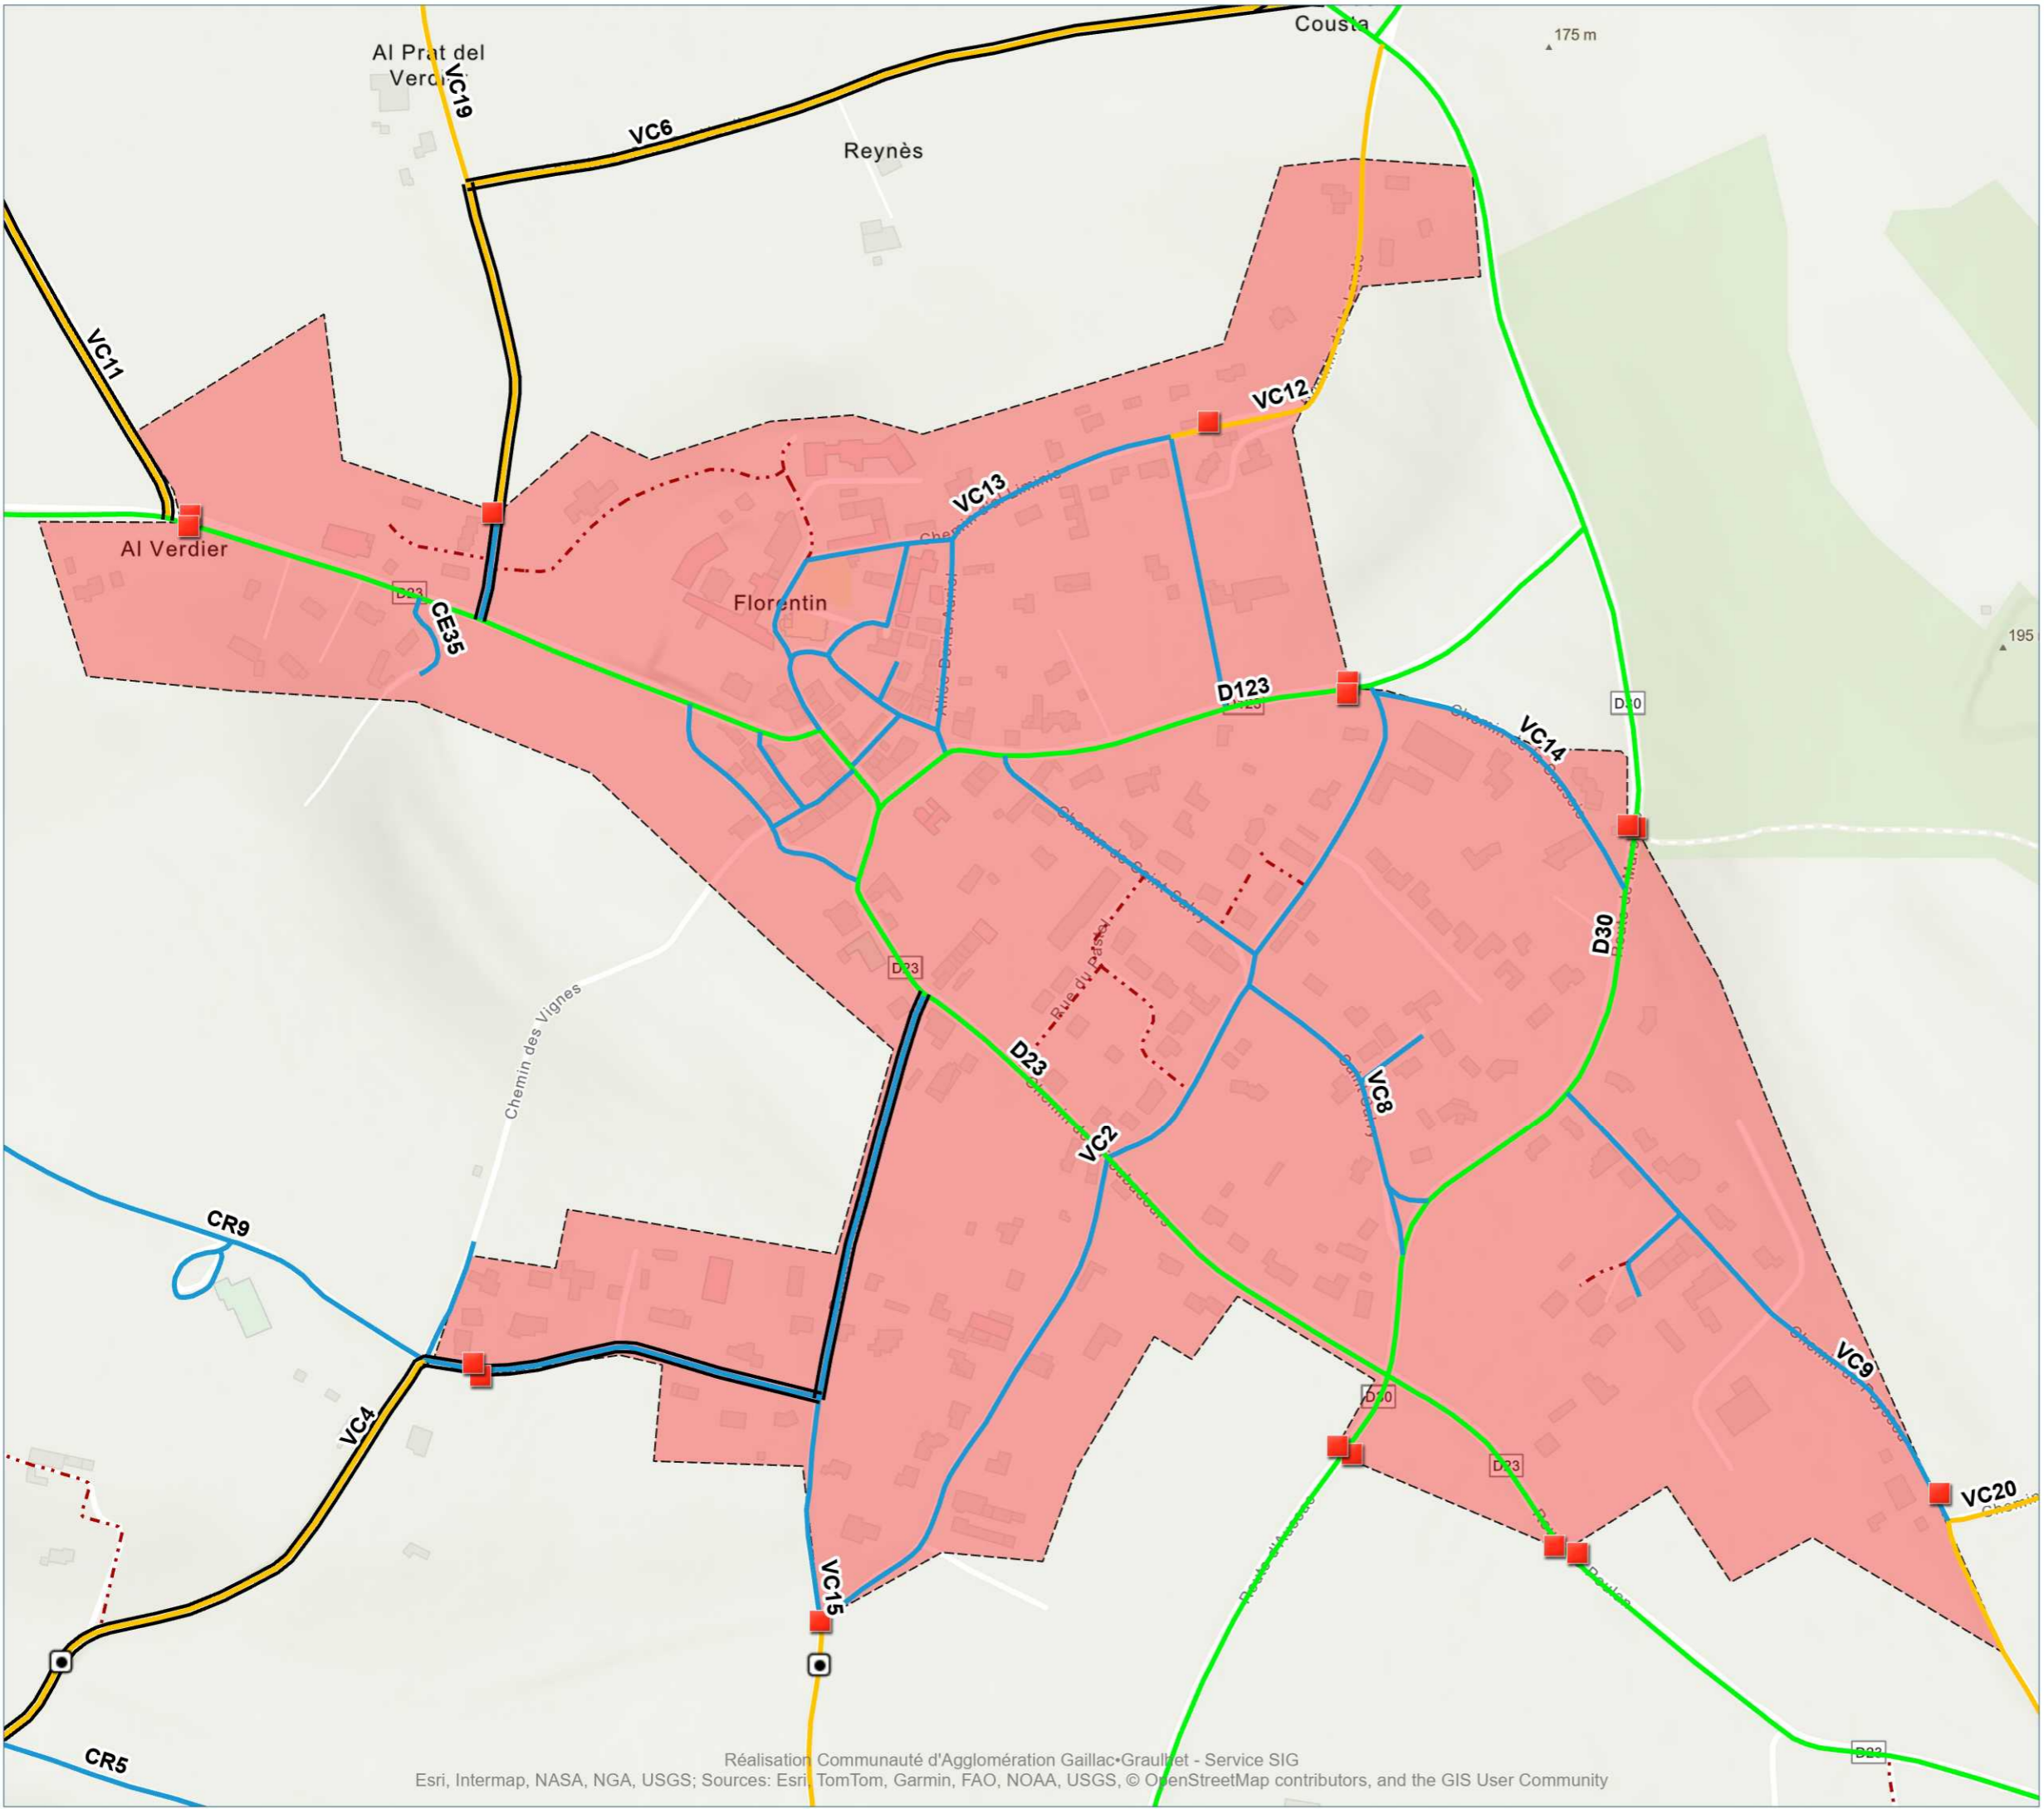 Cousta
175 m
Al Prat del
VC19
VC6
Reynès
VC11
VC12
VC13
Al Verdier
D23
CE35
Florentin
D123
D30
195
VC14
Chemin de Saint Salvy
D30
D23
Rue du Pastel
Chemin des Vignes
D23
VC8
VC2
CR9
VC9
VC4
D30
D23
VC20
VC15
CR5
D23
Réalisation Communauté d'Agglomération Gaillac•Graulhet - Service SIG
Esri, Intermap, NASA, NGA, USGS; Sources: Esri, TomTom, Garmin, FAO, NOAA, USGS, © OpenStreetMap contributors, and the GIS User Community